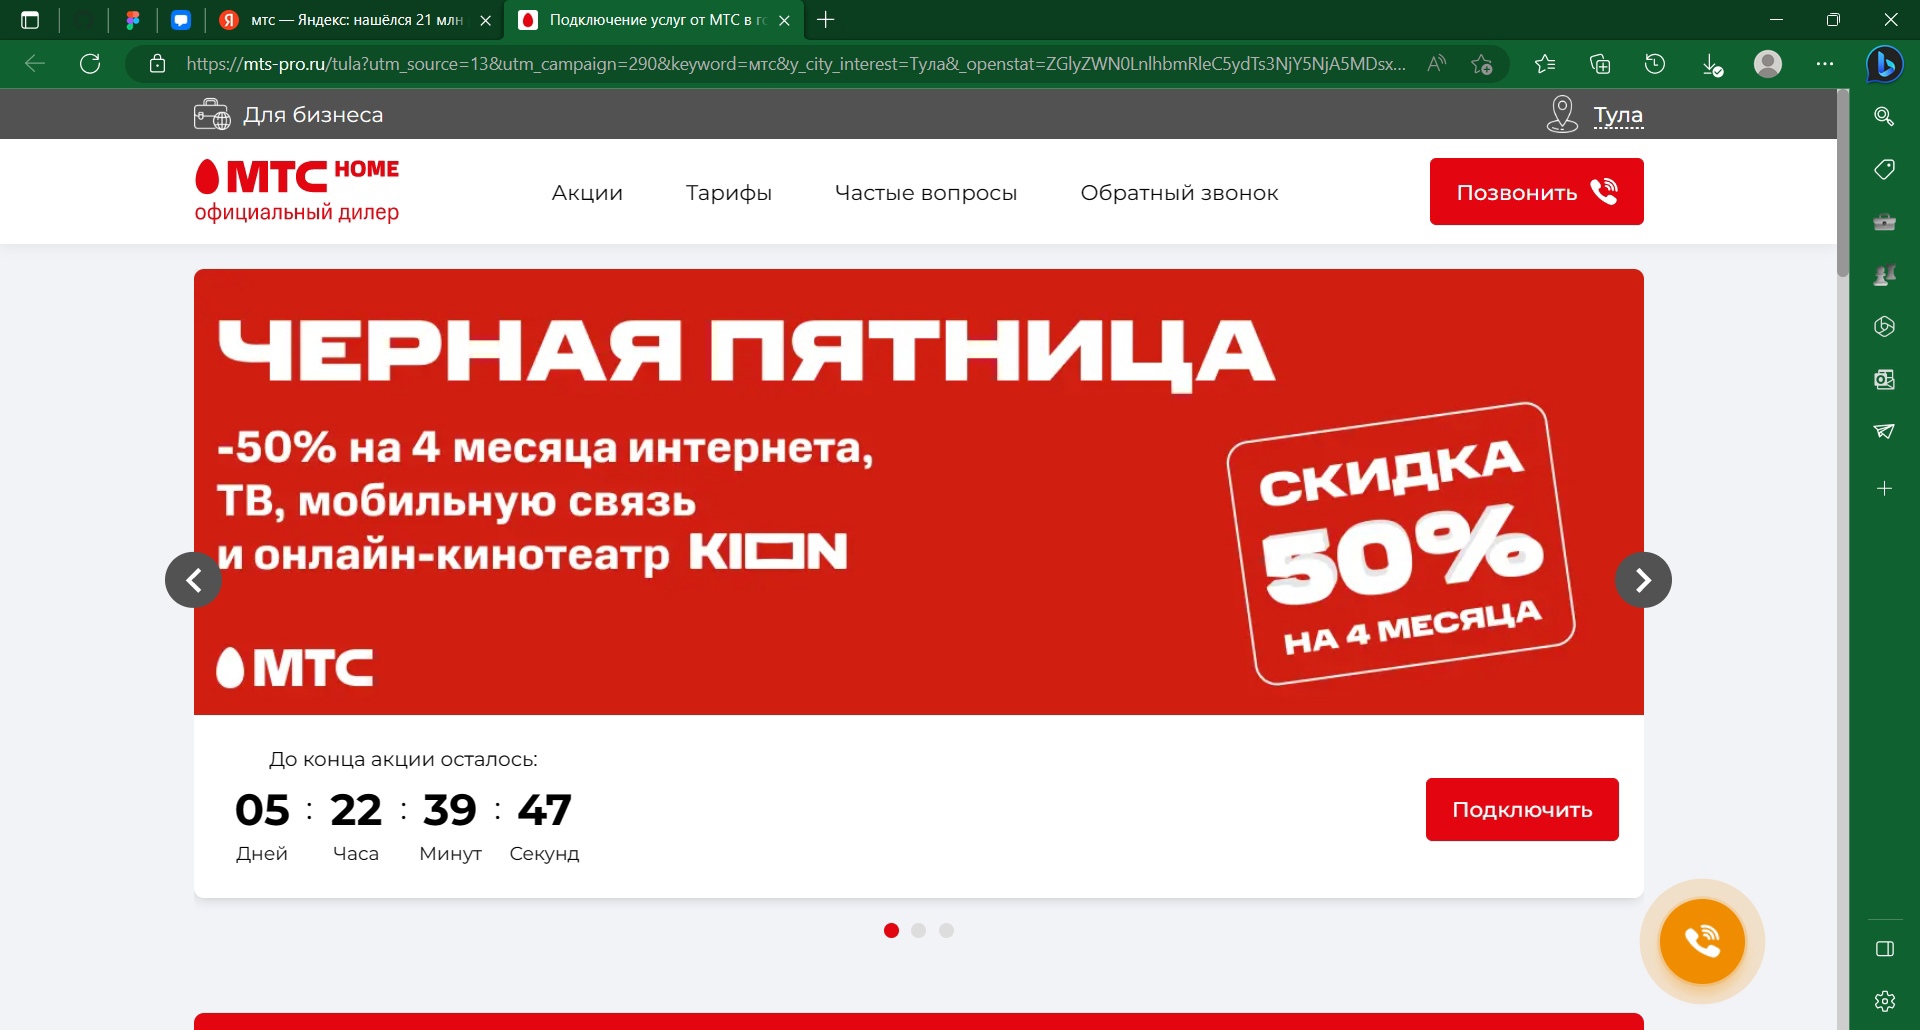 мтс — Яндекс: нашёлся 21 млн
Подключение услуг от МТС в г
https://mts-pro.ru/tula?utm_source=13&utm_campaign=290&keyword=мтс&y_city_interest=Тула&_openstat=ZGlyZWN0LnlhbmRleC5ydTs3NjY5NjA5MDsx...
Для бизнеса
Тула
МТС HOME
официальный дилер
Акции
Тарифы
Частые вопросы
Обратный звонок
Позвонить
ЧЕРНАЯ ПЯТНИЦА
-50% на 4 месяца интернета,
ТВ, мобильную связь
и онлайн-кинотеатр KION
СКИДКА
50%
НА 4 МЕСЯЦА
МТС
До конца акции осталось:
05 : 22 : 39 : 47
Дней Часа Минут Секунд
Подключить